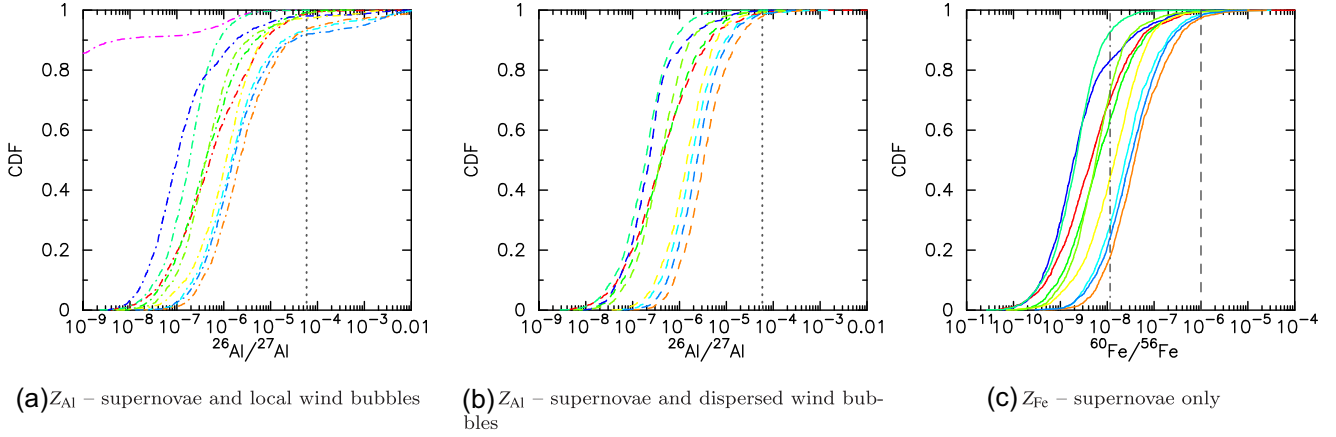 1
0.8
0.6
0.4
0.2
0
CDF
10⁻⁹ 10⁻⁸ 10⁻⁷ 10⁻⁶ 10⁻⁵ 10⁻⁴ 10⁻³ 0.01
²⁶Al/²⁷Al
(a) Z_Al – supernovae and local wind bubbles
1
0.8
0.6
0.4
0.2
0
CDF
10⁻⁹ 10⁻⁸ 10⁻⁷ 10⁻⁶ 10⁻⁵ 10⁻⁴ 10⁻³ 0.01
²⁶Al/²⁷Al
(b) Z_Al – supernovae and dispersed wind bub-
bles
1
0.8
0.6
0.4
0.2
0
CDF
10⁻¹¹ 10⁻¹⁰ 10⁻⁹ 10⁻⁸ 10⁻⁷ 10⁻⁶ 10⁻⁵ 10⁻⁴
⁶⁰Fe/⁵⁶Fe
(c) Z_Fe – supernovae only